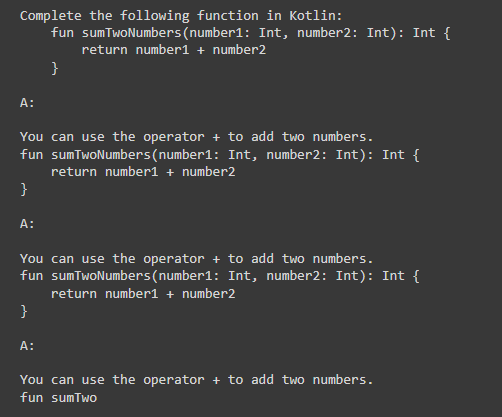 Complete the following function in Kotlin:
    fun sumTwoNumbers(number1: Int, number2: Int): Int {
        return number1 + number2
    }

A:

You can use the operator + to add two numbers.
fun sumTwoNumbers(number1: Int, number2: Int): Int {
    return number1 + number2
}

A:

You can use the operator + to add two numbers.
fun sumTwoNumbers(number1: Int, number2: Int): Int {
    return number1 + number2
}

A:

You can use the operator + to add two numbers.
fun sumTwo